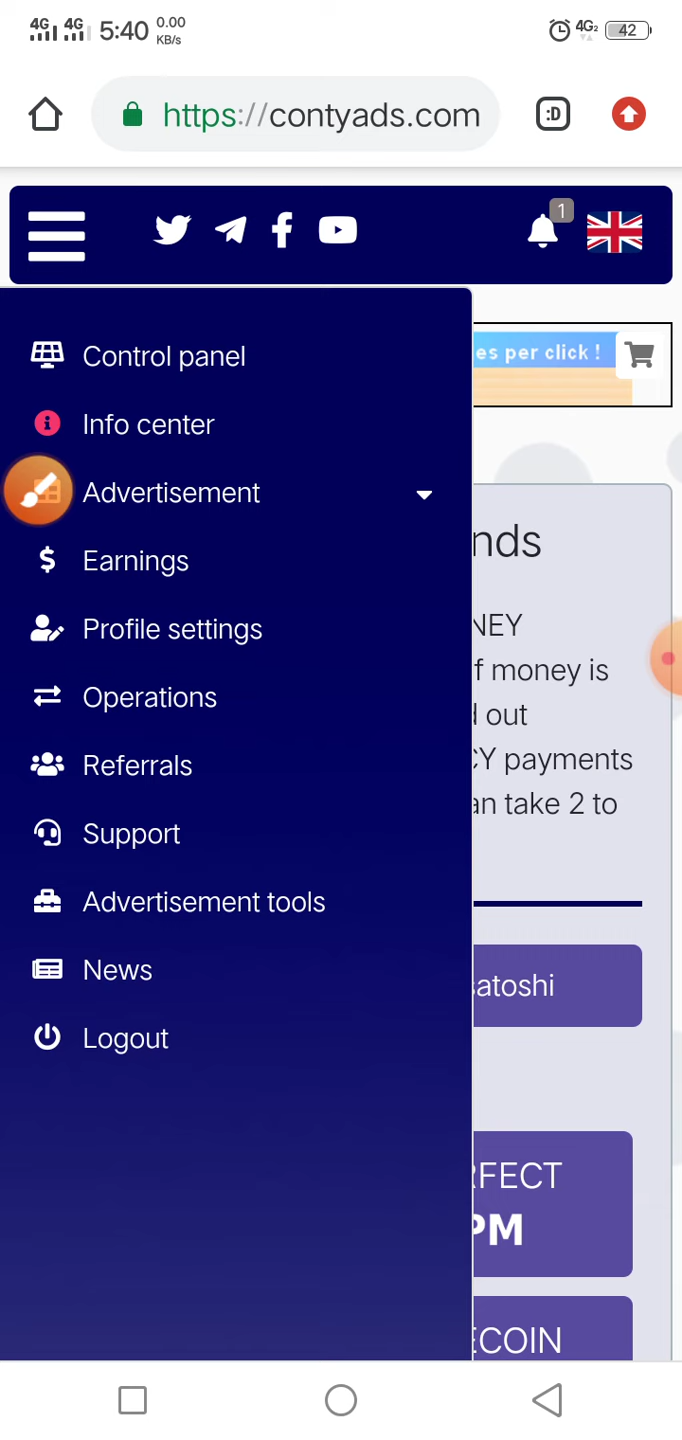 4G 4G 5:40 0.00 KB/s 4G2 42
https://contyads.com :D
1
Control panel
es per click !
Info center
Advertisement
nds
Earnings
Profile settings
NEY
f money is
Operations
out
Referrals
CY payments
an take 2 to
Support
Advertisement tools
News
satoshi
Logout
RFECT
PM
ECOIN